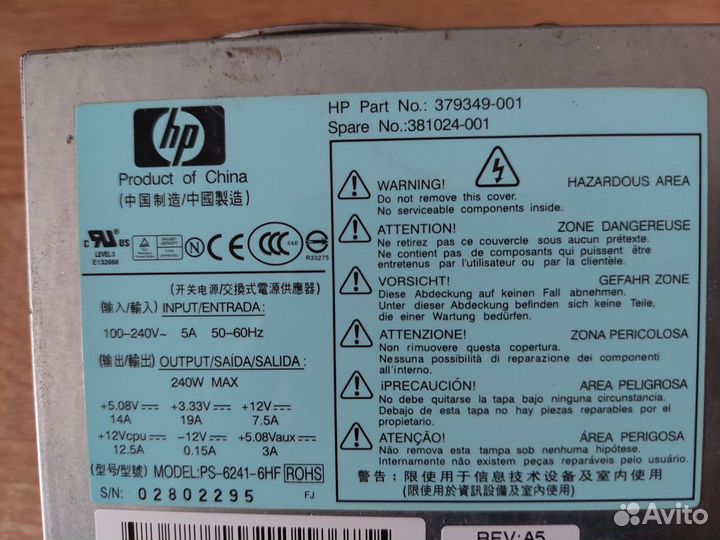 HP Part No.: 379349-001
Spare No.:381024-001
hp
Product of China
(中国制造/中國製造)
c UL US
LEVEL 3
E132068
N
CE
CCC
S&E
R33275
(开关电源/交換式電源供應器)
(输入/輸入) INPUT/ENTRADA:
100-240V~ 5A 50-60Hz
(输出/輸出) OUTPUT/SAÍDA/SALIDA:
240W MAX
+5.08V +3.33V +12V
14A 19A 7.5A
+12Vcpu -12V +5.08Vaux
12.5A 0.15A 3A
(型号/型號) MODEL:PS-6241-6HF ROHS
S/N: 02802295 FJ
WARNING! HAZARDOUS AREA
Do not remove this cover.
No serviceable components inside.
ATTENTION! ZONE DANGEREUSE
Ne retirez pas ce couvercle sous aucun prétexte.
Ne contient pas de composants qui puissent être
entretenus par l'utilisateur ou par la clientèle.
VORSICHT! GEFAHR ZONE
Diese Abdeckung auf keinen Fall abnehmen.
Unter dieser Abdeckung befinden sich keine Teile,
die einer Wartung bedürfen.
ATTENZIONE! ZONA PERICOLOSA
Non rimuovere questa copertura.
Nessuna possibilità di reparazione dei componenti
all'interno.
¡PRECAUCIÓN! AREA PELIGROSA
No debe quitarse la tapa bajo ninguna circunstancia.
Debajo de esta tapa no hay piezas reparables por el
propietario.
ATENÇÃO! ÁREA PERIGOSA
Não remova esta tampa sob nenhuma hipótese.
Internamente não existem partes reparáveis pelo usuário.
警告: 限使用于信息技术设备及室内使用
(限使用於資訊設備及室內使用)
REV:A5
Avito